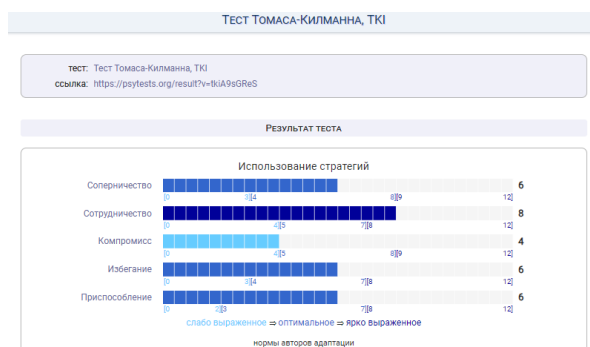 Тест Томаса-Килманна, TKI
тест: Тест Томаса-Килманна, TKI
ссылка: https://psytests.org/result?v=tkiA9sGReS
Результат теста
Использование стратегий
Соперничество 6
[0 3][4 8][9 12]
Сотрудничество 8
[0 4][5 7][8 12]
Компромисс 4
[0 4][5 8][9 12]
Избегание 6
[0 3][4 7][8 12]
Приспособление 6
[0 2][3 7][8 12]
слабо выраженное ⇒ оптимальное ⇒ ярко выраженное
нормы авторов адаптации